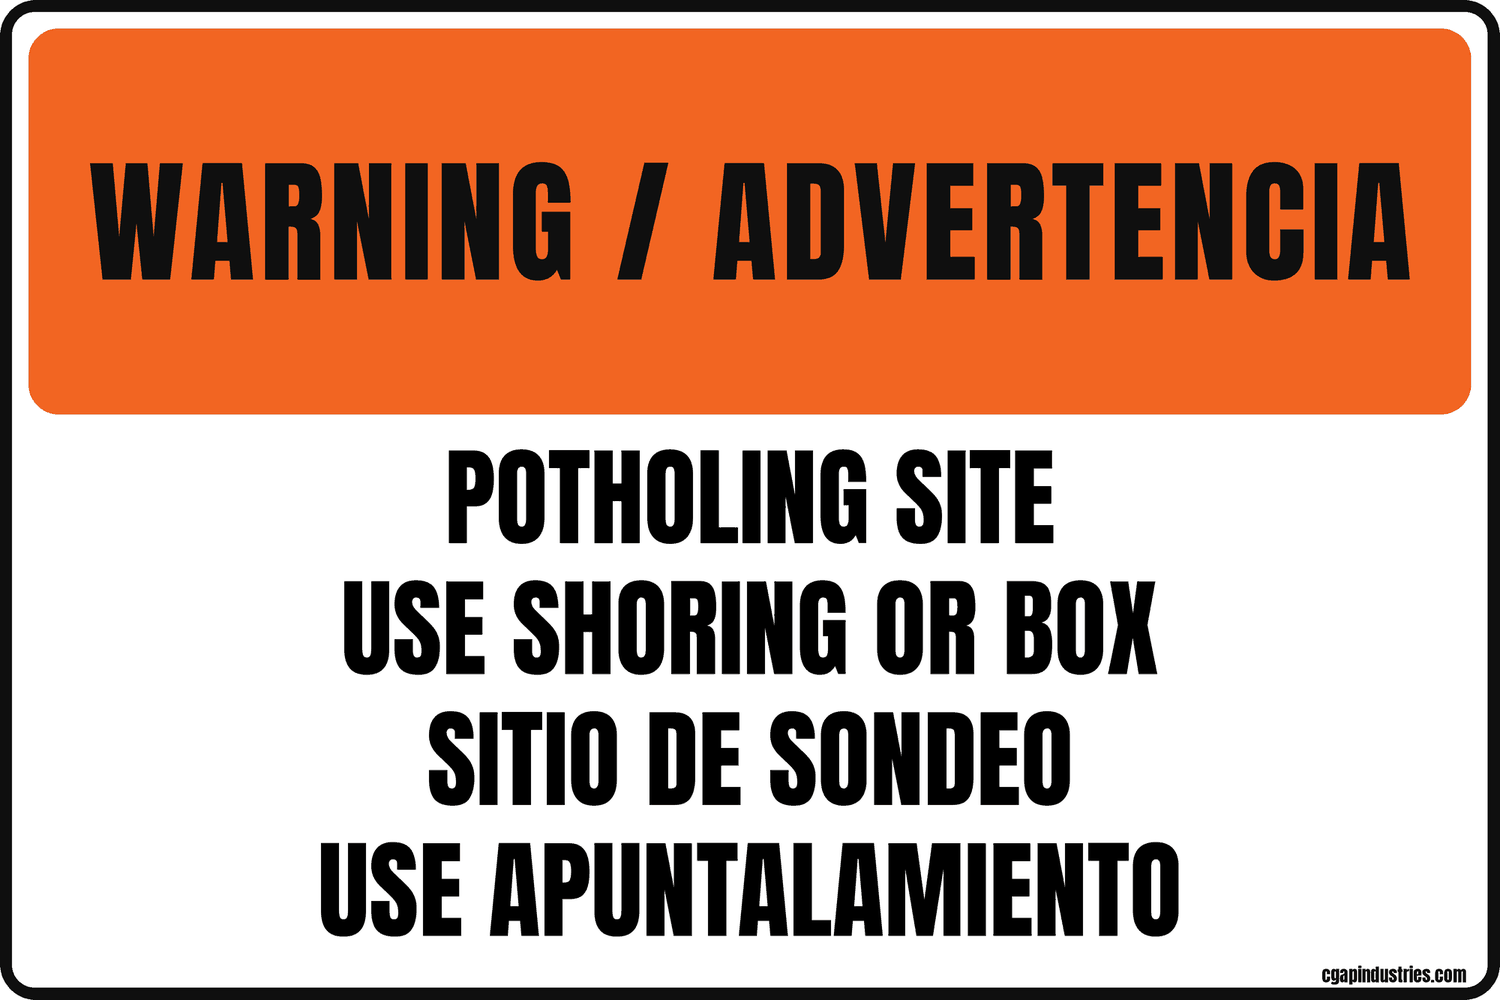 WARNING / ADVERTENCIA
POTHOLING SITE
USE SHORING OR BOX
SITIO DE SONDEO
USE APUNTALAMIENTO
cgapindustries.com